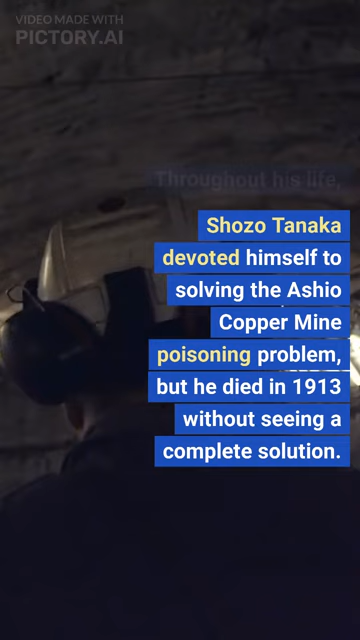 VIDEO MADE WITH
PICTORY.AI
Throughout his life,
Shozo Tanaka
devoted himself to
solving the Ashio
Copper Mine
poisoning problem,
but he died in 1913
without seeing a
complete solution.